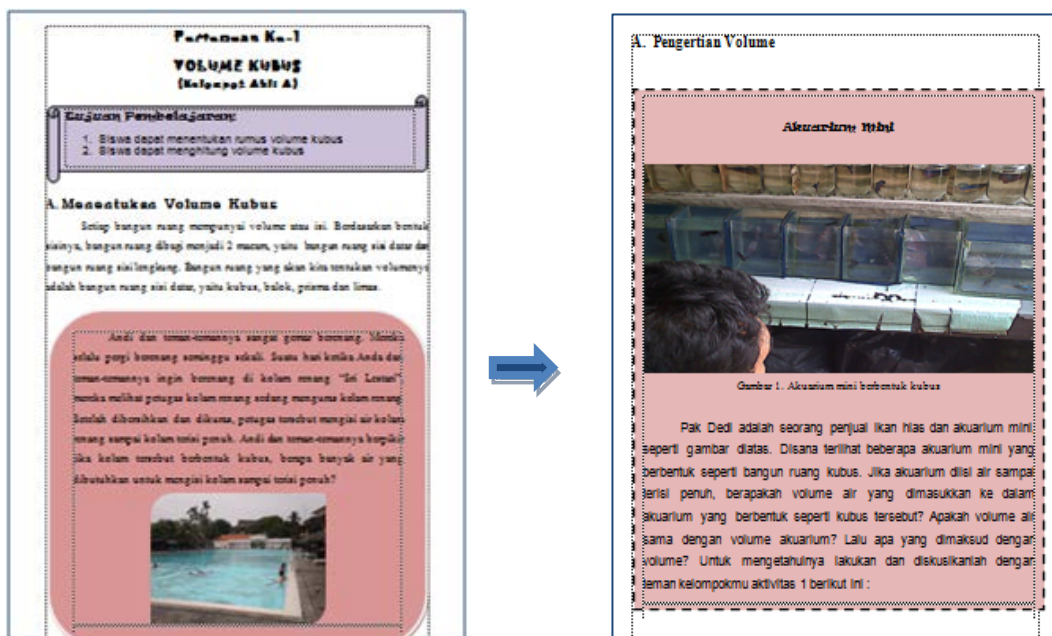 Pertemuan Ke-1
VOLUME KUBUS
(Kelompok Ahli A)
Tujuan Pembelajaran:
1. Siswa dapat menentukan rumus volume kubus
2. Siswa dapat menghitung volume kubus
A. Menentukan Volume Kubus
Setiap bangun ruang mempunyai volume atau isi. Berdasarkan bentuk
sisinya, bangun ruang dibagi menjadi 2 macam, yaitu bangun ruang sisi datar dan
bangun ruang sisi lengkung. Bangun ruang yang akan kita tentukan volumenya
adalah bangun ruang sisi datar, yaitu kubus, balok, prisma dan limas.
Andi dan teman-temannya sangat gemar berenang. Mereka
selalu pergi berenang seminggu sekali. Suatu hari ketika Anda dan
teman-temannya ingin berenang di kolam renang "Sri Lestari",
mereka melihat petugas kolam renang sedang menguras kolam renang.
Setelah dibersihkan dan dikuras, petugas tersebut mengisi air kolam
renang sampai kolam terisi penuh. Andi dan teman-temannya berpikir
jika kolam tersebut berbentuk kubus, berapa banyak air yang
dibutuhkan untuk mengisi kolam sampai terisi penuh?
A. Pengertian Volume
Akuarium Mini
Gambar 1. Akuarium mini berbentuk kubus
Pak Dedi adalah seorang penjual ikan hias dan akuarium mini
seperti gambar diatas. Disana terlihat beberapa akuarium mini yang
berbentuk seperti bangun ruang kubus. Jika akuarium diisi air sampai
terisi penuh, berapakah volume air yang dimasukkan ke dalam
akuarium yang berbentuk seperti kubus tersebut? Apakah volume air
sama dengan volume akuarium? Lalu apa yang dimaksud dengan
volume? Untuk mengetahuinya lakukan dan diskusikanlah dengan
teman kelompokmu aktivitas 1 berikut ini :